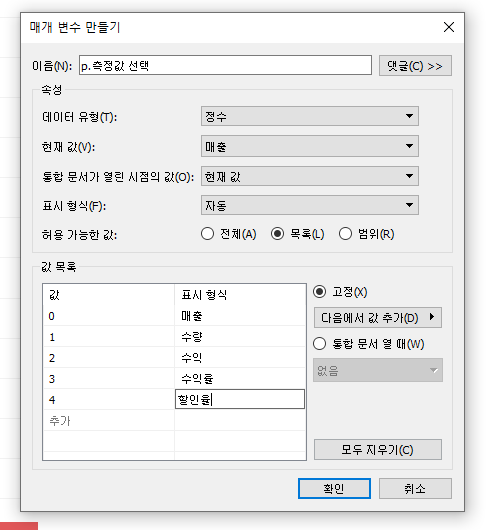 매개 변수 만들기
이름(N): p.측정값 선택 댓글(C) >>
속성
데이터 유형(T): 정수
현재 값(V): 매출
통합 문서가 열린 시점의 값(O): 현재 값
표시 형식(F): 자동
허용 가능한 값: 전체(A) 목록(L) 범위(R)
값 목록
값 표시 형식
0 매출
1 수량
2 수익
3 수익률
4 할인율
추가
고정(X)
다음에서 값 추가(D)
통합 문서 열 때(W)
없음
모두 지우기(C)
확인 취소